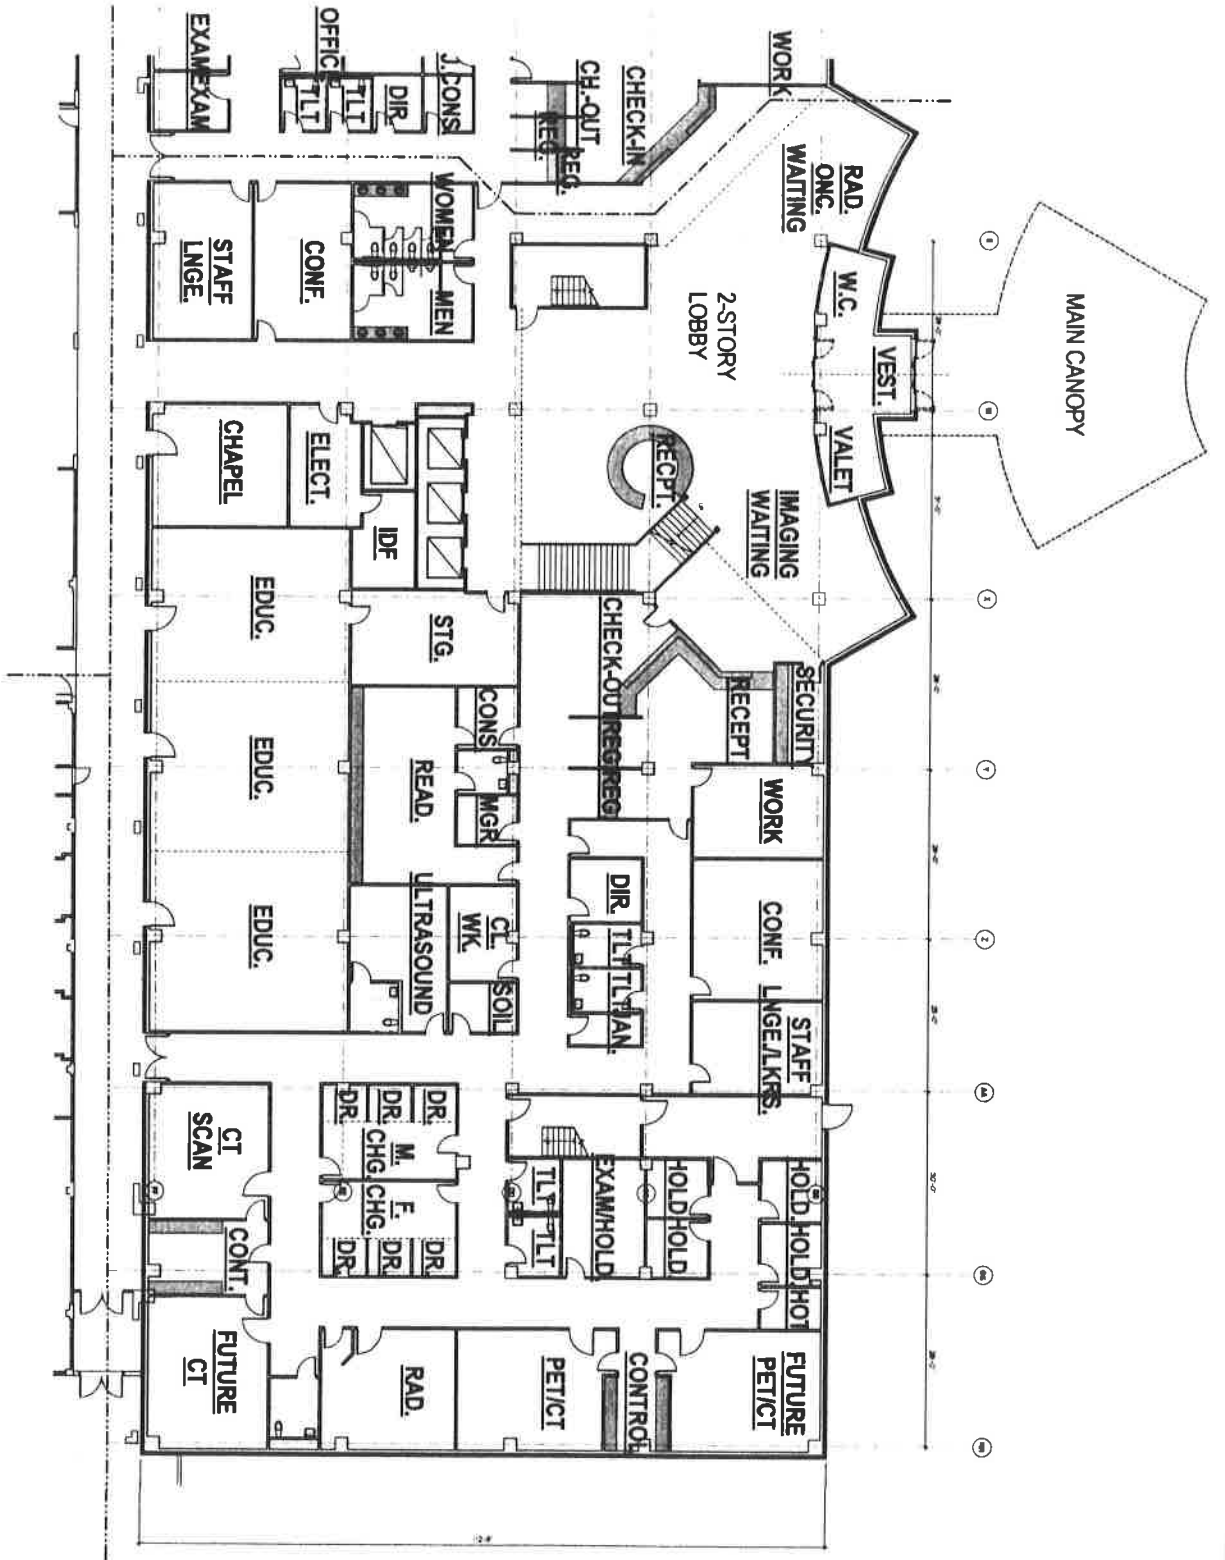 EXAM
EXAM
OFFICE
TLT
TLT
DIR
J.CONS
CH.-OUT
REG.
REG.
CHECK-IN
WORK
RAD.
ONC.
WAITING
STAFF
LNGE.
CONF.
WOMEN
MEN
2-STORY
LOBBY
W.C.
VEST.
VALET
MAIN CANOPY
CHAPEL
ELECT.
IDF
RECPT.
IMAGING
WAITING
EDUC.
EDUC.
EDUC.
STG.
CHECK-OUT
REG
REG
RECEPT
SECURITY
CONS
READ.
MGR
WORK
ULTRASOUND
CL.
WK.
SOIL
DIR.
TLT
TLT
JAN.
CONF.
STAFF
LNGE./LKRS.
CT
SCAN
CONT.
FUTURE
CT
DR.
DR.
DR.
M.
CHG.
F.
CHG.
DR.
DR.
DR.
TLT
TLT
EXAM/HOLD
HOLD
HOLD
HOLD
HOLD
HOT
RAD.
PET/CT
CONTROL
FUTURE
PET/CT
Y
Z
AA